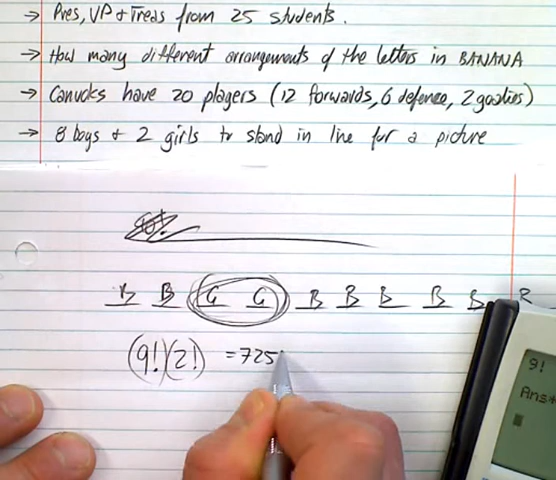 → Pres, VP + Treas from 25 students.
→ How many different arrangements of the letters in BANANA
→ Canucks have 20 players (12 forwards, 6 defence, 2 goalies)
→ 8 boys + 2 girls to stand in line for a picture
B B G G B B B B B B
(9!)(2!) = 725
9!
Ans*